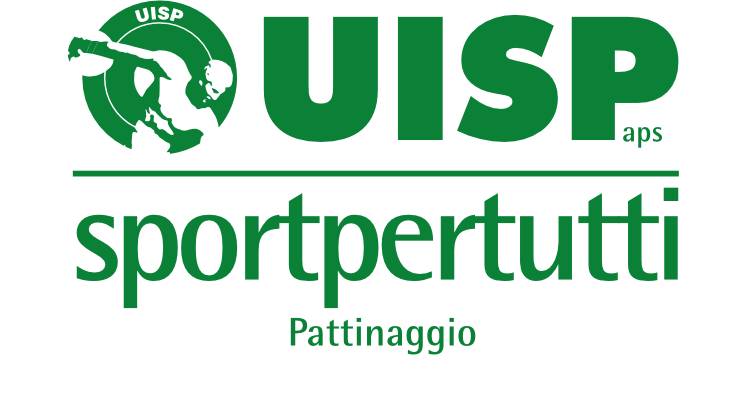 UISP
UISP
aps
sportpertutti
Pattinaggio